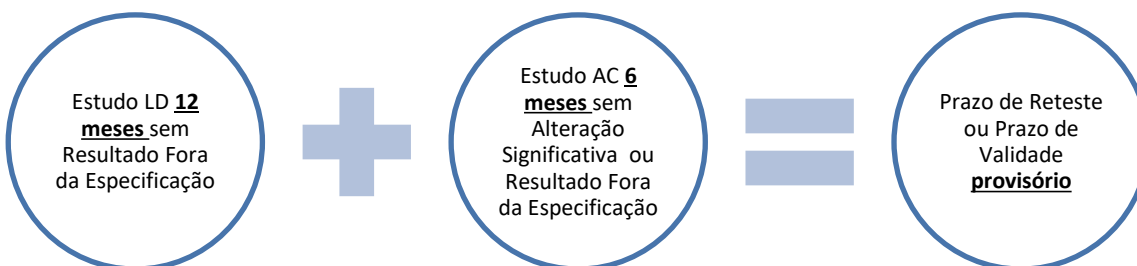 Estudo LD 12
meses sem
Resultado Fora
da Especificação
Estudo AC 6
meses sem
Alteração
Significativa ou
Resultado Fora
da Especificação
Prazo de Reteste
ou Prazo de
Validade
provisório